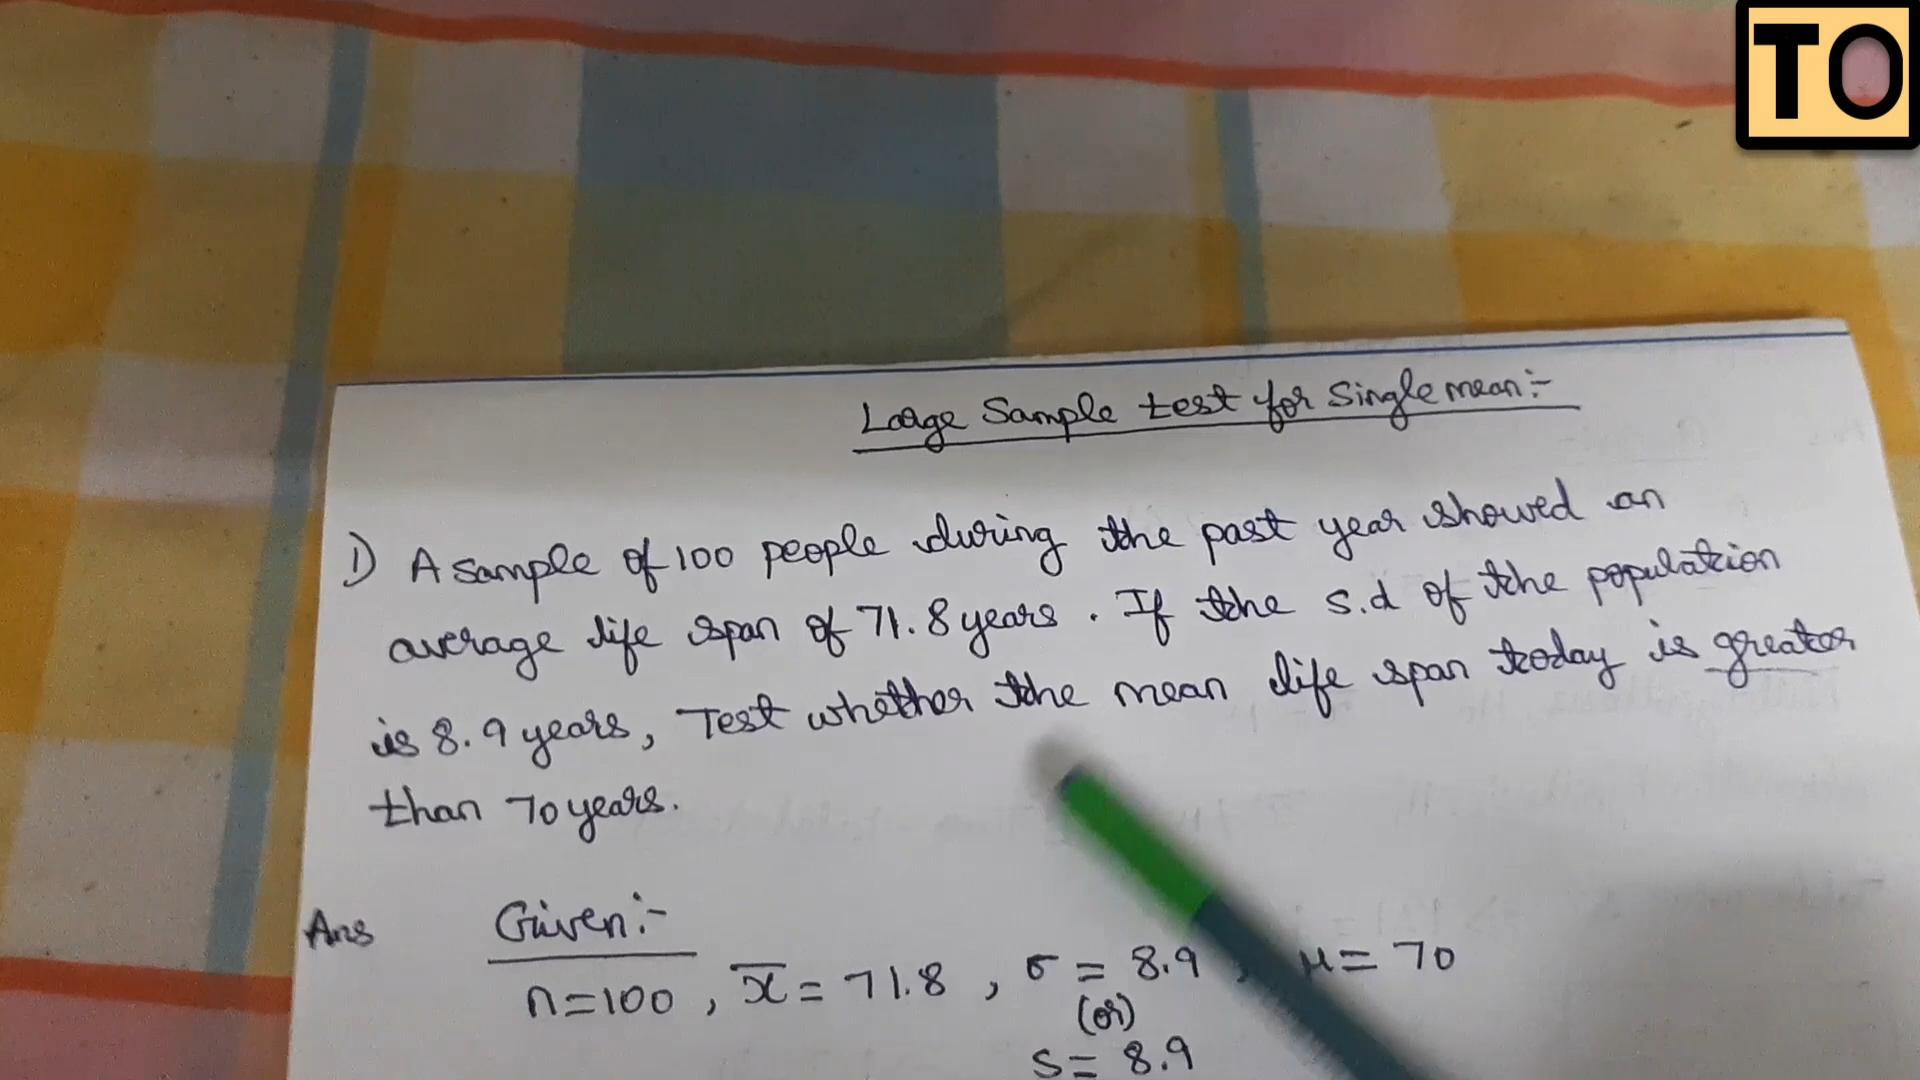 TO
Large Sample test for Single mean:-
1) A sample of 100 people during the past year showed an
average life span of 71.8 years. If the s.d of the population
is 8.9 years, Test whether the mean life span today is greater
than 70 years.
Ans Given:-
n=100, x̄ = 71.8, σ = 8.9, μ = 70
(or)
S = 8.9